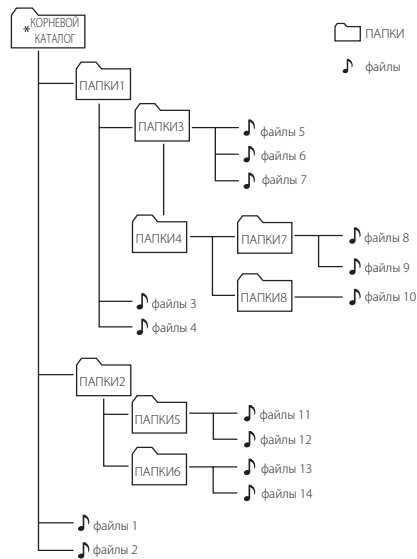 * КОРНЕВОЙ
КАТАЛОГ
ПАПКИ
файлы
ПАПКИ1
ПАПКИ3
файлы 5
файлы 6
файлы 7
ПАПКИ4
ПАПКИ7
файлы 8
файлы 9
ПАПКИ8
файлы 10
файлы 3
файлы 4
ПАПКИ2
ПАПКИ5
файлы 11
файлы 12
ПАПКИ6
файлы 13
файлы 14
файлы 1
файлы 2